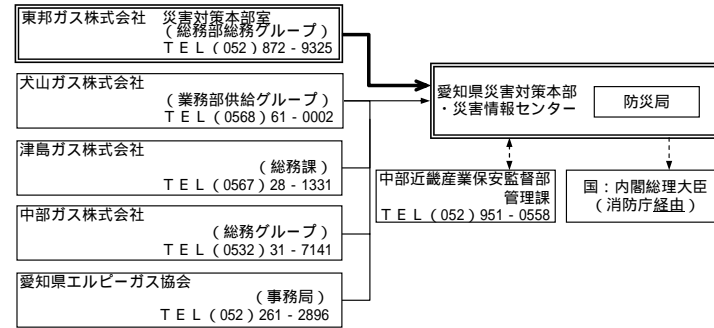 東邦ガス株式会社　災害対策本部室
（総務部総務グループ）
ＴＥＬ（052）872 - 9325
犬山ガス株式会社
（業務部供給グループ）
ＴＥＬ（0568）61 - 0002
津島ガス株式会社
（総務課）
ＴＥＬ（0567）28 - 1331
中部ガス株式会社
（総務グループ）
ＴＥＬ（0532）31 - 7141
愛知県エルピーガス協会
（事務局）
ＴＥＬ（052）261 - 2896
愛知県災害対策本部
・災害情報センター
防災局
中部近畿産業保安監督部
管理課
ＴＥＬ（052）951 - 0558
国：内閣総理大臣
（消防庁経由）